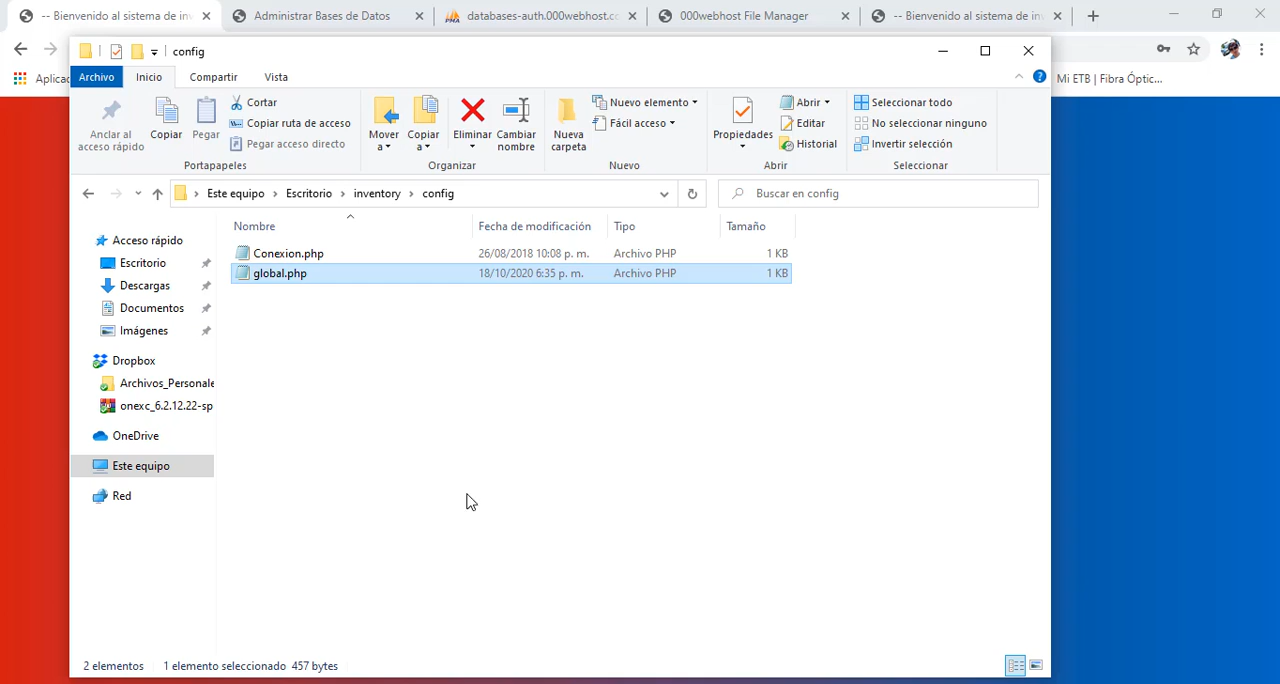 -- Bienvenido al sistema de in
Administrar Bases de Datos
databases-auth.000webhost.co
000webhost File Manager
-- Bienvenido al sistema de in
Aplicac
Mi ETB | Fibra Óptic...
config
Archivo Inicio Compartir Vista
Anclar al acceso rápido
Copiar
Pegar
Cortar
Copiar ruta de acceso
Pegar acceso directo
Portapapeles
Mover a
Copiar a
Eliminar
Cambiar nombre
Organizar
Nueva carpeta
Nuevo elemento
Fácil acceso
Nuevo
Propiedades
Abrir
Editar
Historial
Abrir
Seleccionar todo
No seleccionar ninguno
Invertir selección
Seleccionar
Este equipo > Escritorio > inventory > config
Buscar en config
Nombre Fecha de modificación Tipo Tamaño
Conexion.php 26/08/2018 10:08 p. m. Archivo PHP 1 KB
global.php 18/10/2020 6:35 p. m. Archivo PHP 1 KB
Acceso rápido
Escritorio
Descargas
Documentos
Imágenes
Dropbox
Archivos_Personale
onexc_6.2.12.22-sp
OneDrive
Este equipo
Red
2 elementos 1 elemento seleccionado 457 bytes